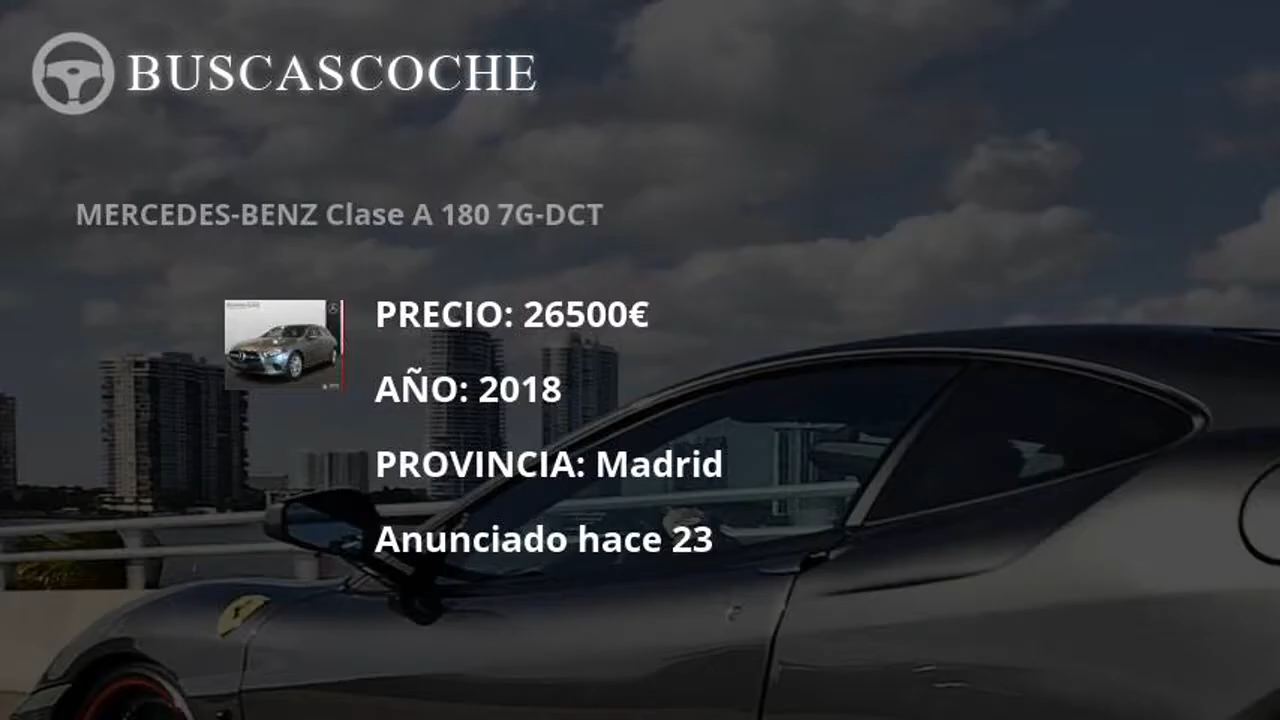 BUSCASCOCHE
MERCEDES-BENZ Clase A 180 7G-DCT
PRECIO: 26500€
AÑO: 2018
PROVINCIA: Madrid
Anunciado hace 23